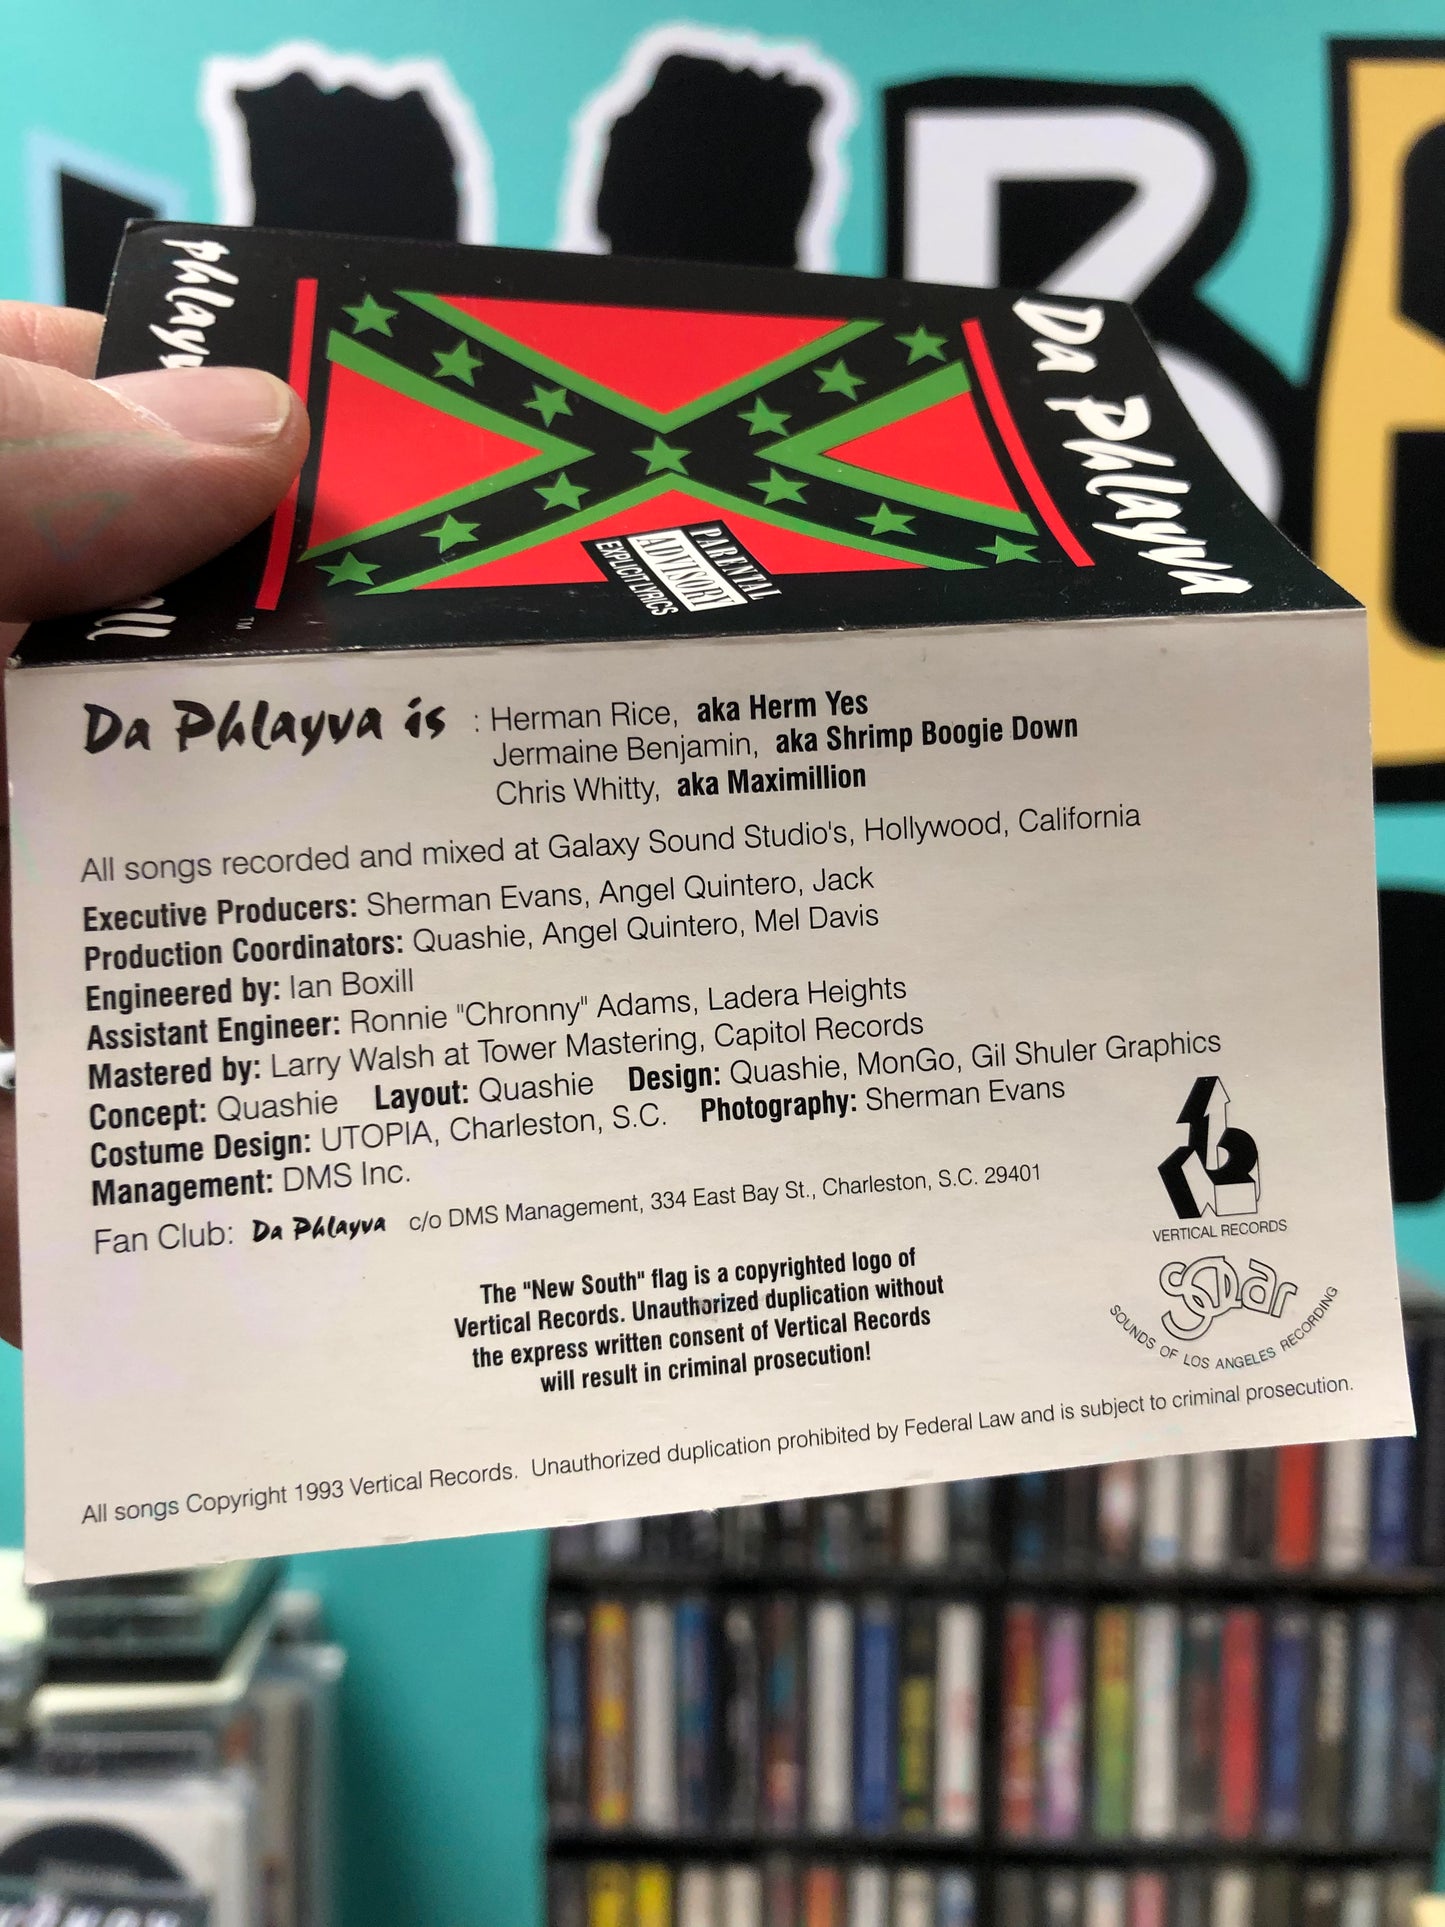 Phlayv
Da Phlayva
TM
PARENTAL
ADVISORY
EXPLICIT LYRICS
Da Phlayva is : Herman Rice, aka Herm Yes
Jermaine Benjamin, aka Shrimp Boogie Down
Chris Whitty, aka Maximillion
All songs recorded and mixed at Galaxy Sound Studio's, Hollywood, California
Executive Producers: Sherman Evans, Angel Quintero, Jack
Production Coordinators: Quashie, Angel Quintero, Mel Davis
Engineered by: Ian Boxill
Assistant Engineer: Ronnie "Chronny" Adams, Ladera Heights
Mastered by: Larry Walsh at Tower Mastering, Capitol Records
Concept: Quashie Layout: Quashie Design: Quashie, MonGo, Gil Shuler Graphics
Costume Design: UTOPIA, Charleston, S.C. Photography: Sherman Evans
Management: DMS Inc.
Fan Club: Da Phlayva c/o DMS Management, 334 East Bay St., Charleston, S.C. 29401
VERTICAL RECORDS
The "New South" flag is a copyrighted logo of
Vertical Records. Unauthorized duplication without
the express written consent of Vertical Records
will result in criminal prosecution!
Solar
SOUNDS OF LOS ANGELES RECORDING
All songs Copyright 1993 Vertical Records. Unauthorized duplication prohibited by Federal Law and is subject to criminal prosecution.